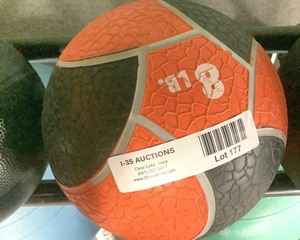 8 LB.
I-35 AUCTIONS
Clear Lake, Iowa
Lot 177